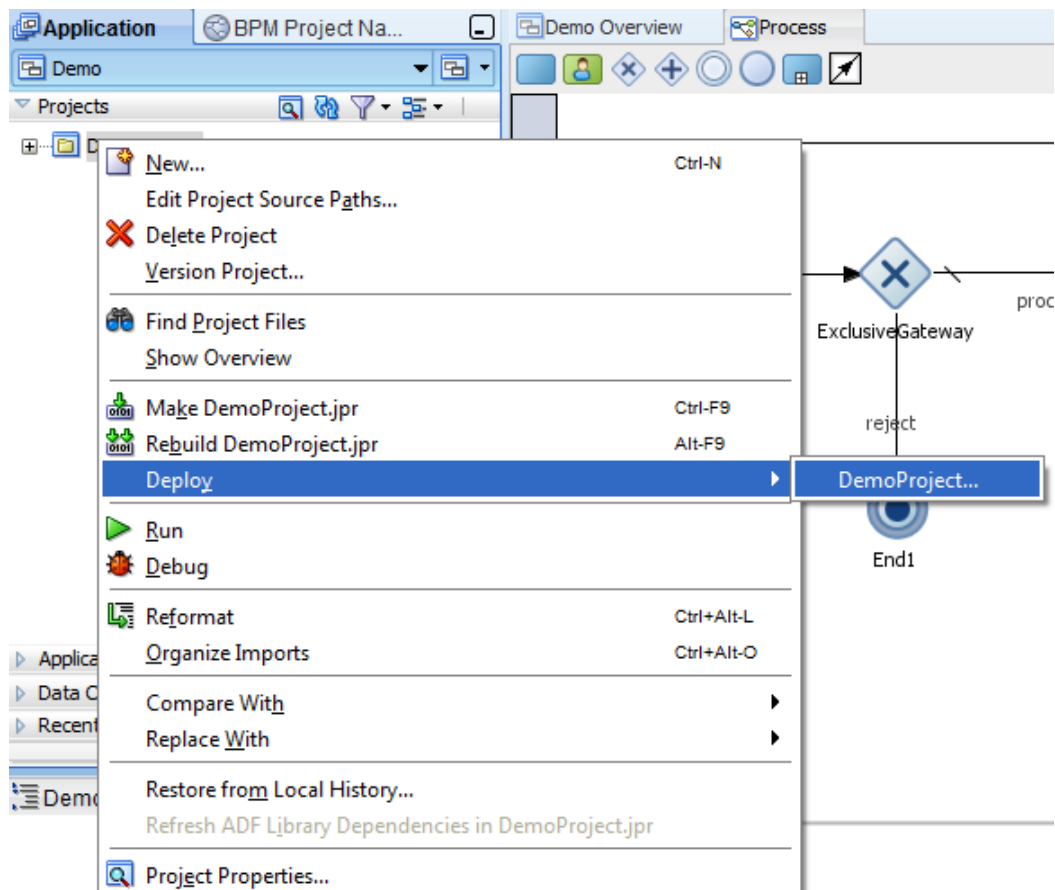 Application
BPM Project Na...
Demo Overview
Process
Demo
Projects
D
New...
Ctrl-N
Edit Project Source Paths...
Delete Project
Version Project...
Find Project Files
Show Overview
Make DemoProject.jpr
Ctrl-F9
Rebuild DemoProject.jpr
Alt-F9
Deploy
DemoProject...
Run
Debug
Reformat
Ctrl+Alt-L
Organize Imports
Ctrl+Alt-O
Compare With
Replace With
Restore from Local History...
Refresh ADF Library Dependencies in DemoProject.jpr
Project Properties...
Applica
Data C
Recent
Demo
ExclusiveGateway
proc
reject
End1